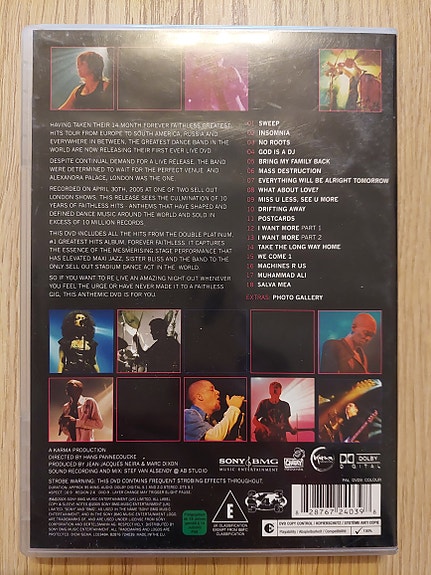 HAVING TAKEN THEIR 14 MONTH FOREVER FAITHLESS GREATEST
HITS TOUR FROM EUROPE TO SOUTH AMERICA, RUSSIA AND
EVERYWHERE IN BETWEEN, THE GREATEST DANCE BAND IN THE
WORLD ARE NOW RELEASING THEIR FIRST EVER LIVE DVD.
DESPITE CONTINUAL DEMAND FOR A LIVE RELEASE, THE BAND
WERE DETERMINED TO WAIT FOR THE PERFECT VENUE AND
ALEXANDRA PALACE, LONDON WAS THE ONE.
RECORDED ON APRIL 30TH, 2005 AT ONE OF TWO SELL OUT
LONDON SHOWS, THIS RELEASE SEES THE CULMINATION OF 10
YEARS OF FAITHLESS HITS - ANTHEMS THAT HAVE SHAPED AND
DEFINED DANCE MUSIC AROUND THE WORLD AND SOLD IN
EXCESS OF 10 MILLION RECORDS.
THIS DVD INCLUDES ALL THE HITS FROM THE DOUBLE PLATINUM,
#1 GREATEST HITS ALBUM, FOREVER FAITHLESS. IT CAPTURES
THE ESSENCE OF THE MESMERISING STAGE PERFORMANCE THAT
HAS ELEVATED MAXI JAZZ, SISTER BLISS AND THE BAND TO
THE ONLY SELL OUT STADIUM DANCE ACT IN THE WORLD.
SO IF YOU WANT TO RE LIVE AN AMAZING NIGHT OUT WHENEVER
YOU FEEL THE URGE OR HAVE NEVER MADE IT TO A FAITHLESS
GIG, THIS ANTHEMIC DVD IS FOR YOU.
01 SWEEP
02 INSOMNIA
03 NO ROOTS
04 GOD IS A DJ
05 BRING MY FAMILY BACK
06 MASS DESTRUCTION
07 EVERYTHING WILL BE ALRIGHT TOMORROW
08 WHAT ABOUT LOVE?
09 MISS U LESS, SEE U MORE
10 DRIFTING AWAY
11 POSTCARDS
12 I WANT MORE PART 1
13 I WANT MORE PART 2
14 TAKE THE LONG WAY HOME
15 WE COME 1
16 MACHINES R US
17 MUHAMMAD ALI
18 SALVA MEA
EXTRAS: PHOTO GALLERY
A KARMA PRODUCTION
DIRECTED BY HANS PANNECOUCKE
PRODUCED BY JEAN JACQUES NEIRA & MARC DIXON
SOUND RECORDING AND MIX: STEF VAN ALSENOY @ AB STUDIO
SONY BMG
MUSIC ENTERTAINMENT
DOLBY
DIGITAL
STROBE WARNING: THIS DVD CONTAINS FREQUENT STROBING EFFECTS THROUGHOUT.
E
8 28767 24039 6